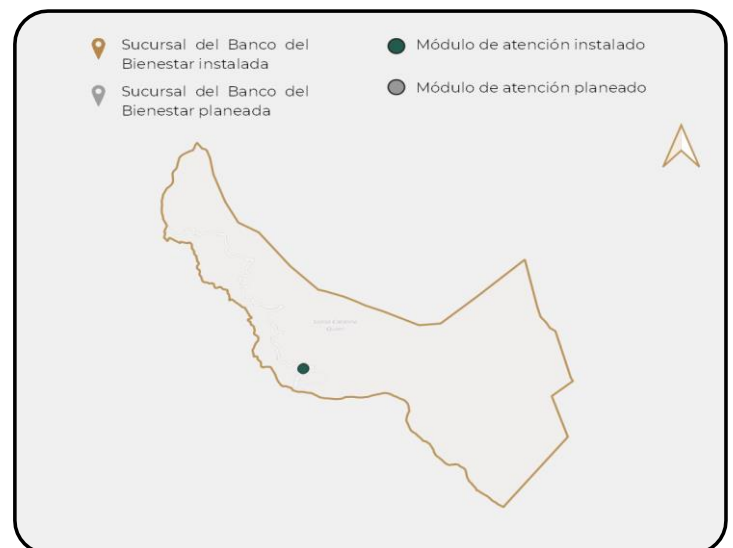 Sucursal del Banco del
Bienestar instalada
Sucursal del Banco del
Bienestar planeada
Módulo de atención instalado
Módulo de atención planeado